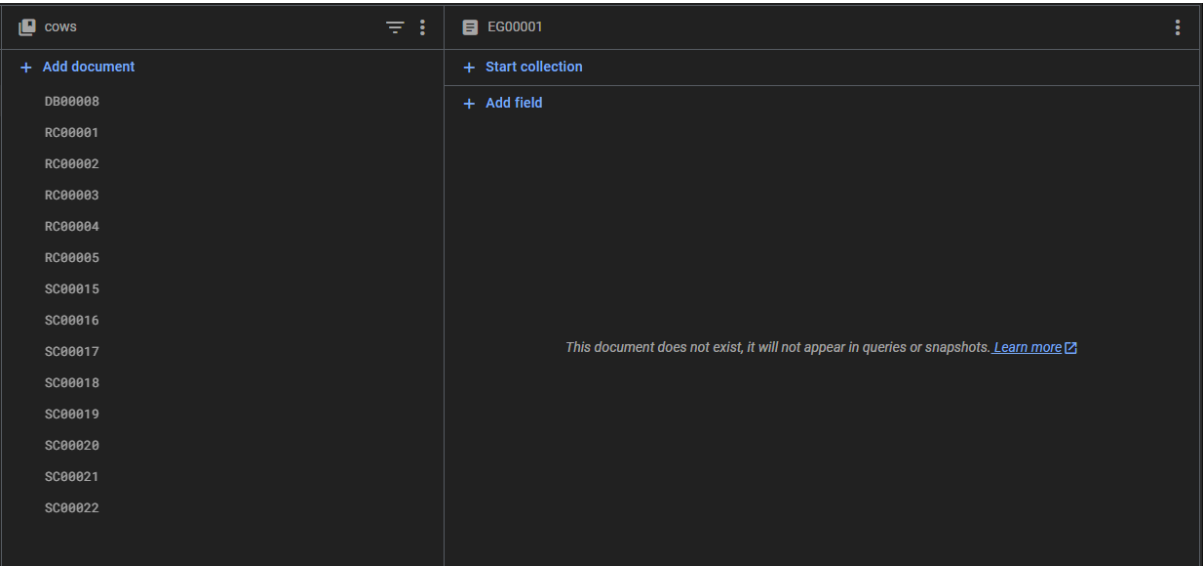 cows
Add document
DB00008
RC00001
RC00002
RC00003
RC00004
RC00005
SC00015
SC00016
SC00017
SC00018
SC00019
SC00020
SC00021
SC00022
EG00001
Start collection
Add field
This document does not exist, it will not appear in queries or snapshots. Learn more